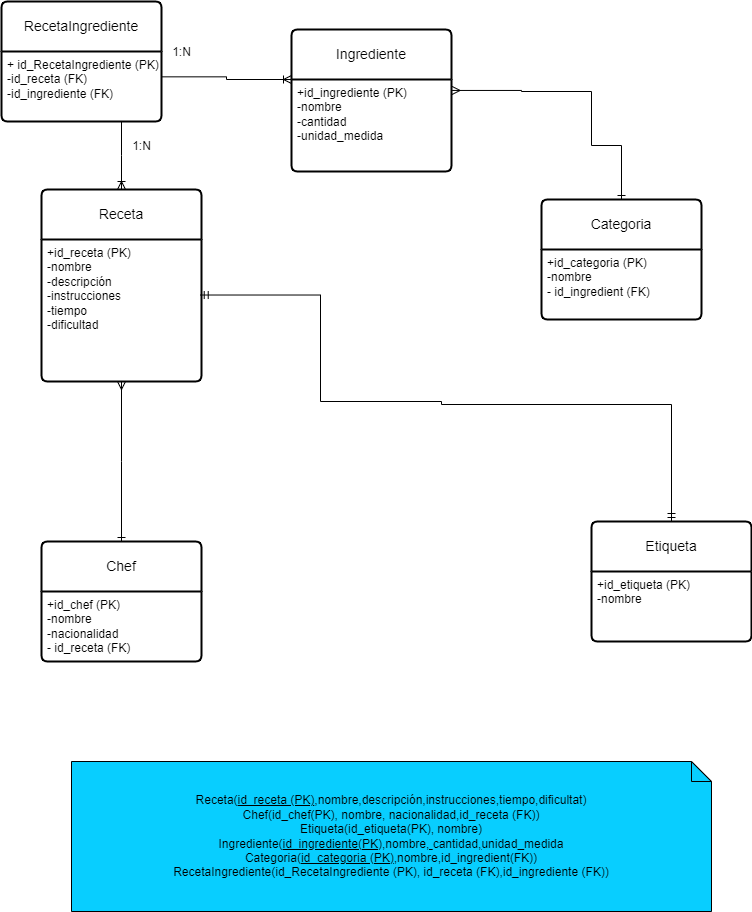 RecetaIngrediente
+ id_RecetaIngrediente (PK)
-id_receta (FK)
-id_ingrediente (FK)
1:N
1:N
Ingrediente
+id_ingrediente (PK)
-nombre
-cantidad
-unidad_medida
Receta
+id_receta (PK)
-nombre
-descripción
-instrucciones
-tiempo
-dificultad
Categoria
+id_categoria (PK)
-nombre
- id_ingredient (FK)
Chef
+id_chef (PK)
-nombre
-nacionalidad
- id_receta (FK)
Etiqueta
+id_etiqueta (PK)
-nombre
Receta(id_receta (PK),nombre,descripción,instrucciones,tiempo,dificultat)
Chef(id_chef(PK), nombre, nacionalidad,id_receta (FK))
Etiqueta(id_etiqueta(PK), nombre)
Ingrediente(id_ingrediente(PK),nombre,_cantidad,unidad_medida
Categoria(id_categoria (PK),nombre,id_ingredient(FK))
RecetaIngrediente(id_RecetaIngrediente (PK), id_receta (FK),id_ingrediente (FK))